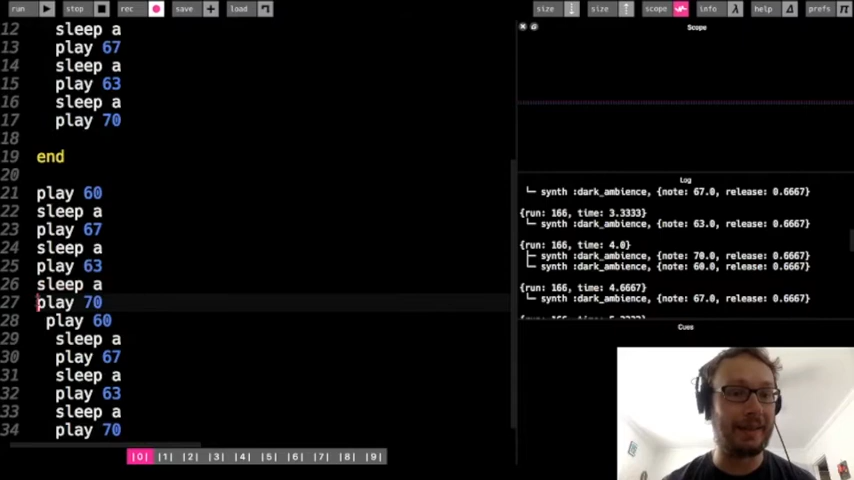 run stop rec save + load size size scope info λ help prefs π
12 sleep a
13 play 67
14 sleep a
15 play 63
16 sleep a
17 play 70
18
19 end
20
21 play 60
22 sleep a
23 play 67
24 sleep a
25 play 63
26 sleep a
27 play 70
28 play 60
29 sleep a
30 play 67
31 sleep a
32 play 63
33 sleep a
34 play 70
|0| |1| |2| |3| |4| |5| |6| |7| |8| |9|
Scope
Log
└─ synth :dark_ambience, {note: 67.0, release: 0.6667}
{run: 166, time: 3.3333}
└─ synth :dark_ambience, {note: 63.0, release: 0.6667}
{run: 166, time: 4.0}
├─ synth :dark_ambience, {note: 70.0, release: 0.6667}
└─ synth :dark_ambience, {note: 60.0, release: 0.6667}
{run: 166, time: 4.6667}
└─ synth :dark_ambience, {note: 67.0, release: 0.6667}
Cues